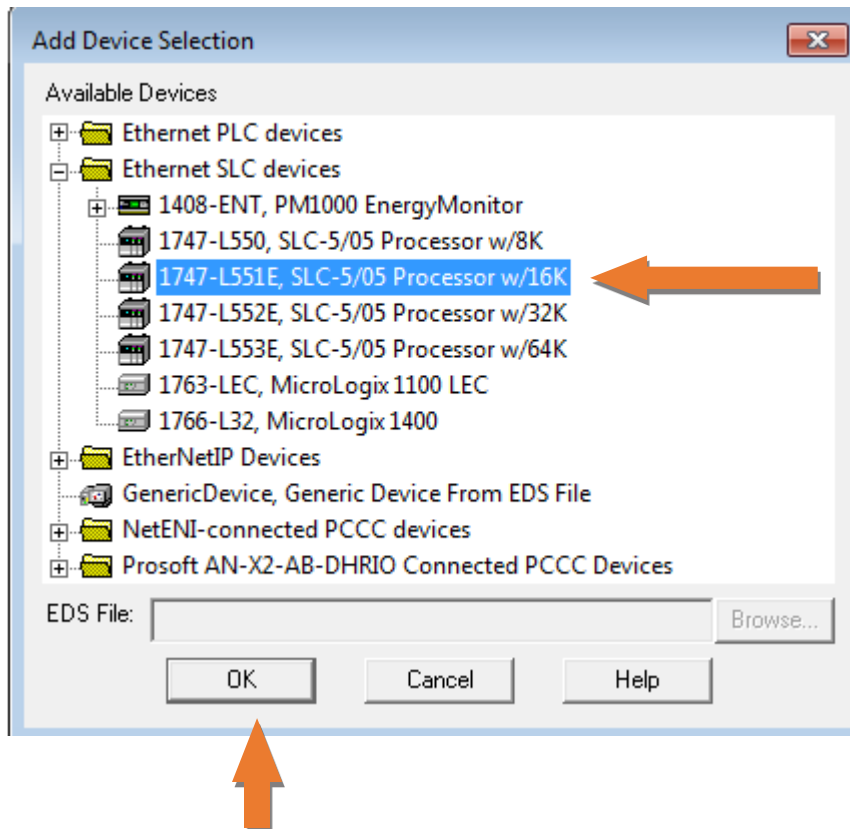 Add Device Selection
Available Devices
Ethernet PLC devices
Ethernet SLC devices
1408-ENT, PM1000 EnergyMonitor
1747-L550, SLC-5/05 Processor w/8K
1747-L551E, SLC-5/05 Processor w/16K
1747-L552E, SLC-5/05 Processor w/32K
1747-L553E, SLC-5/05 Processor w/64K
1763-LEC, MicroLogix 1100 LEC
1766-L32, MicroLogix 1400
EtherNetIP Devices
GenericDevice, Generic Device From EDS File
NetENI-connected PCCC devices
Prosoft AN-X2-AB-DHRIO Connected PCCC Devices
EDS File: Browse...
OK Cancel Help